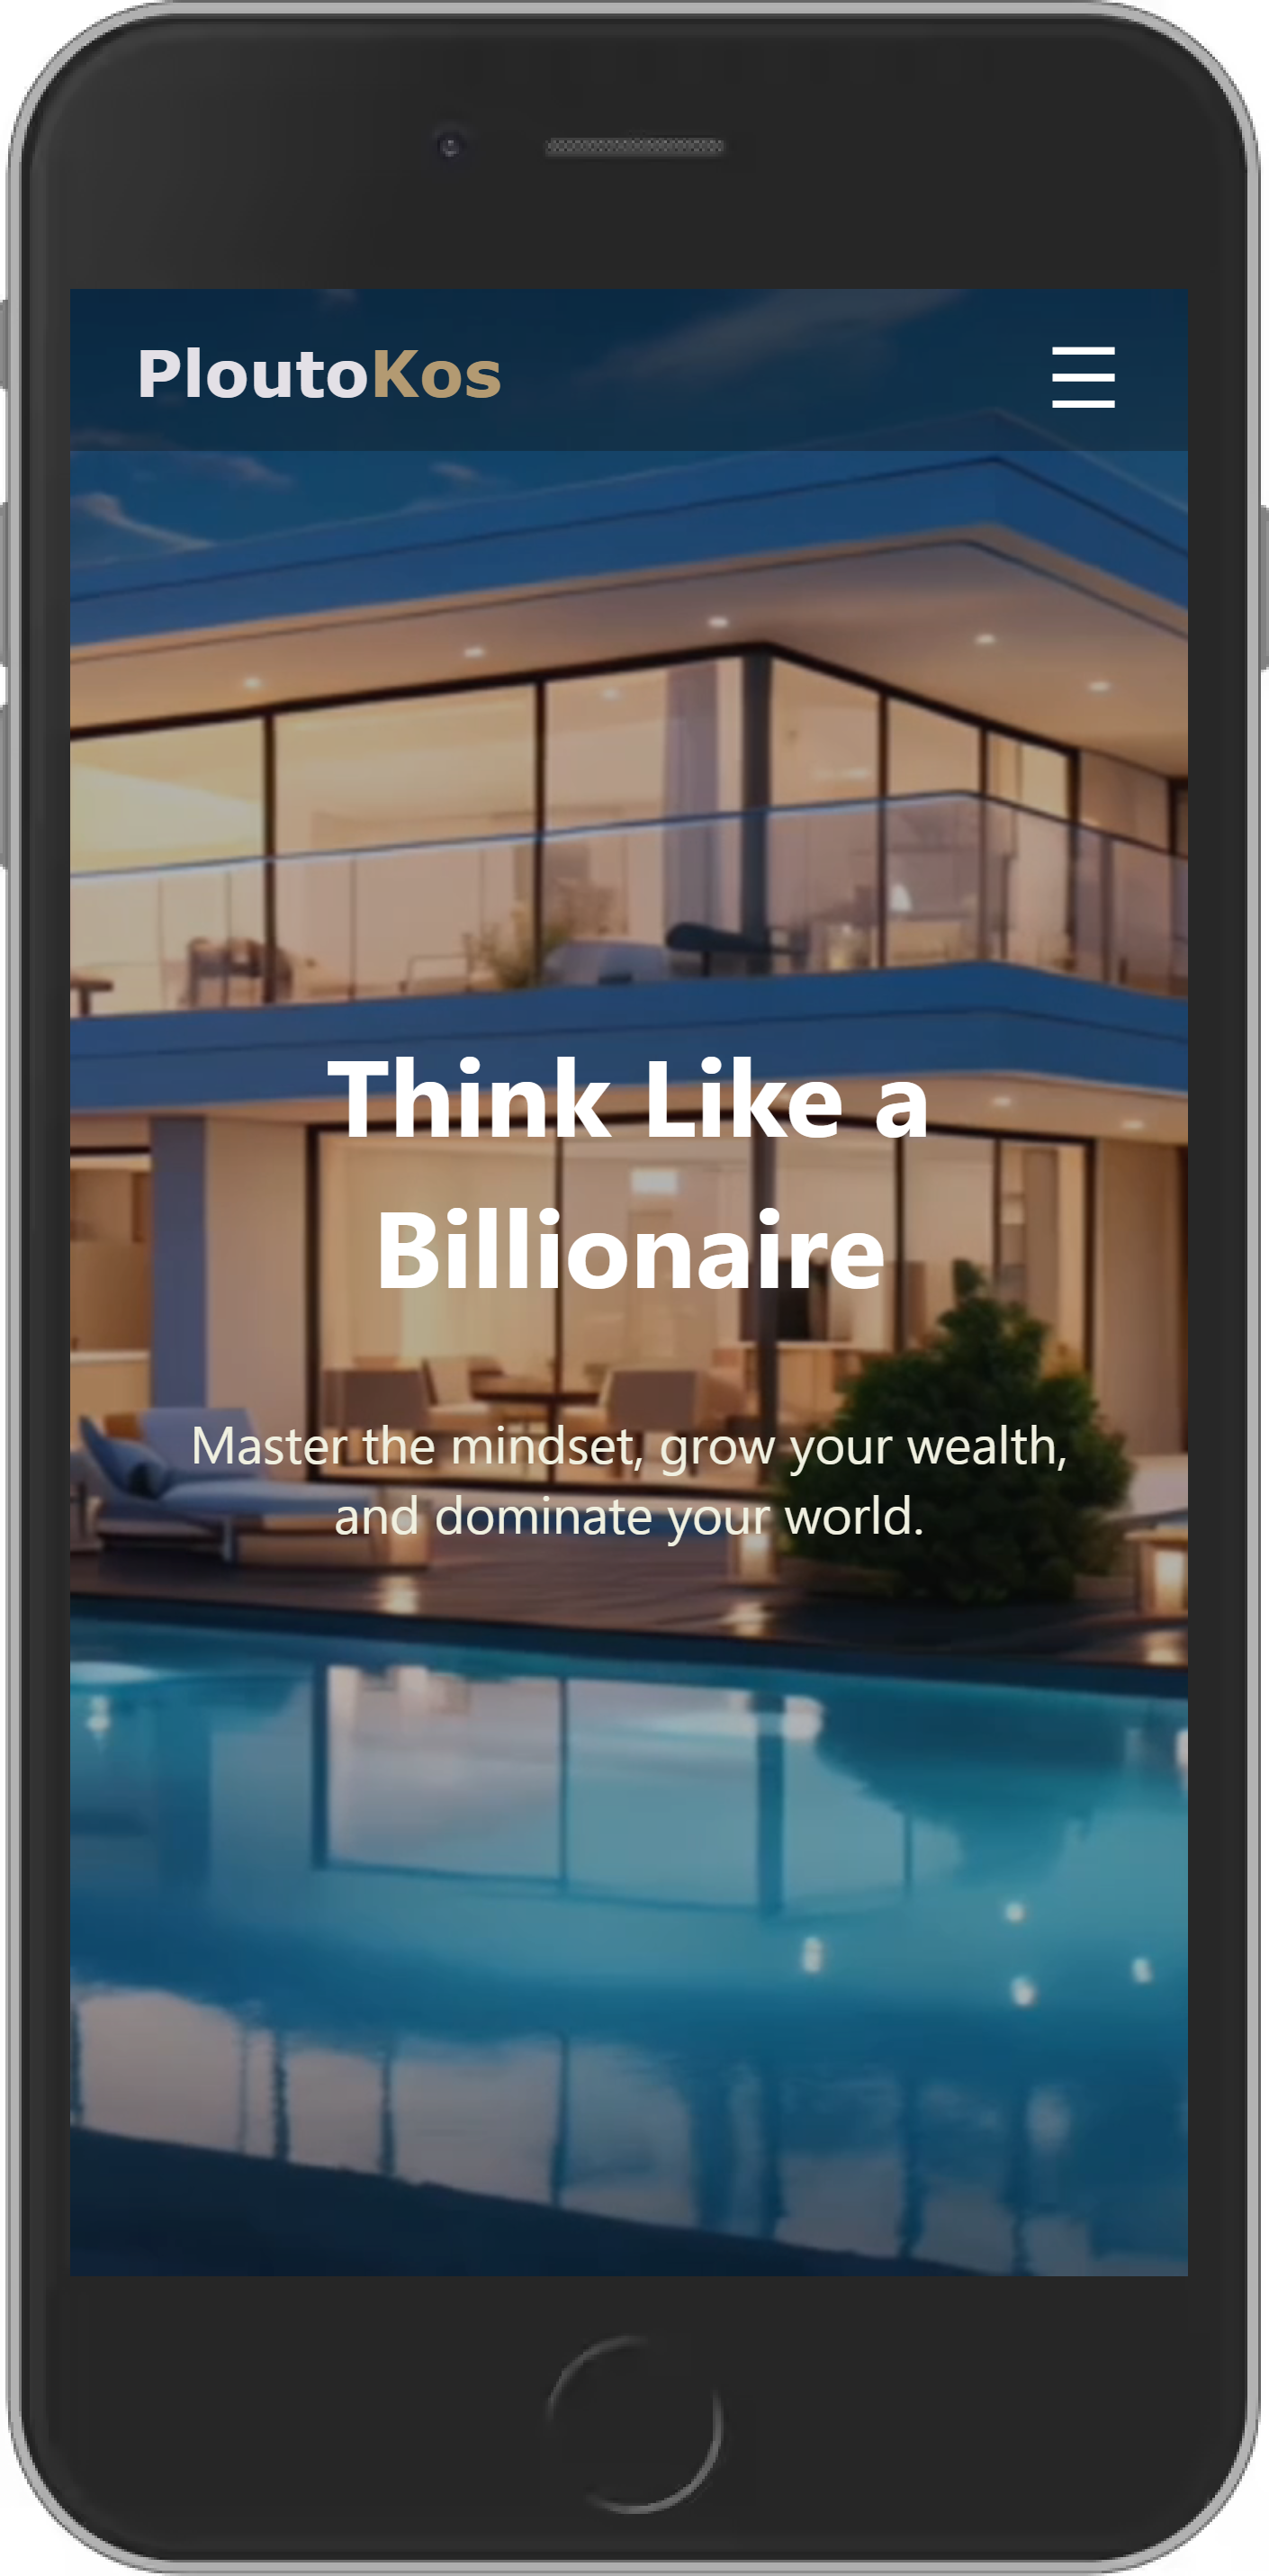 PloutoKos
Think Like a
Billionaire
Master the mindset, grow your wealth,
and dominate your world.